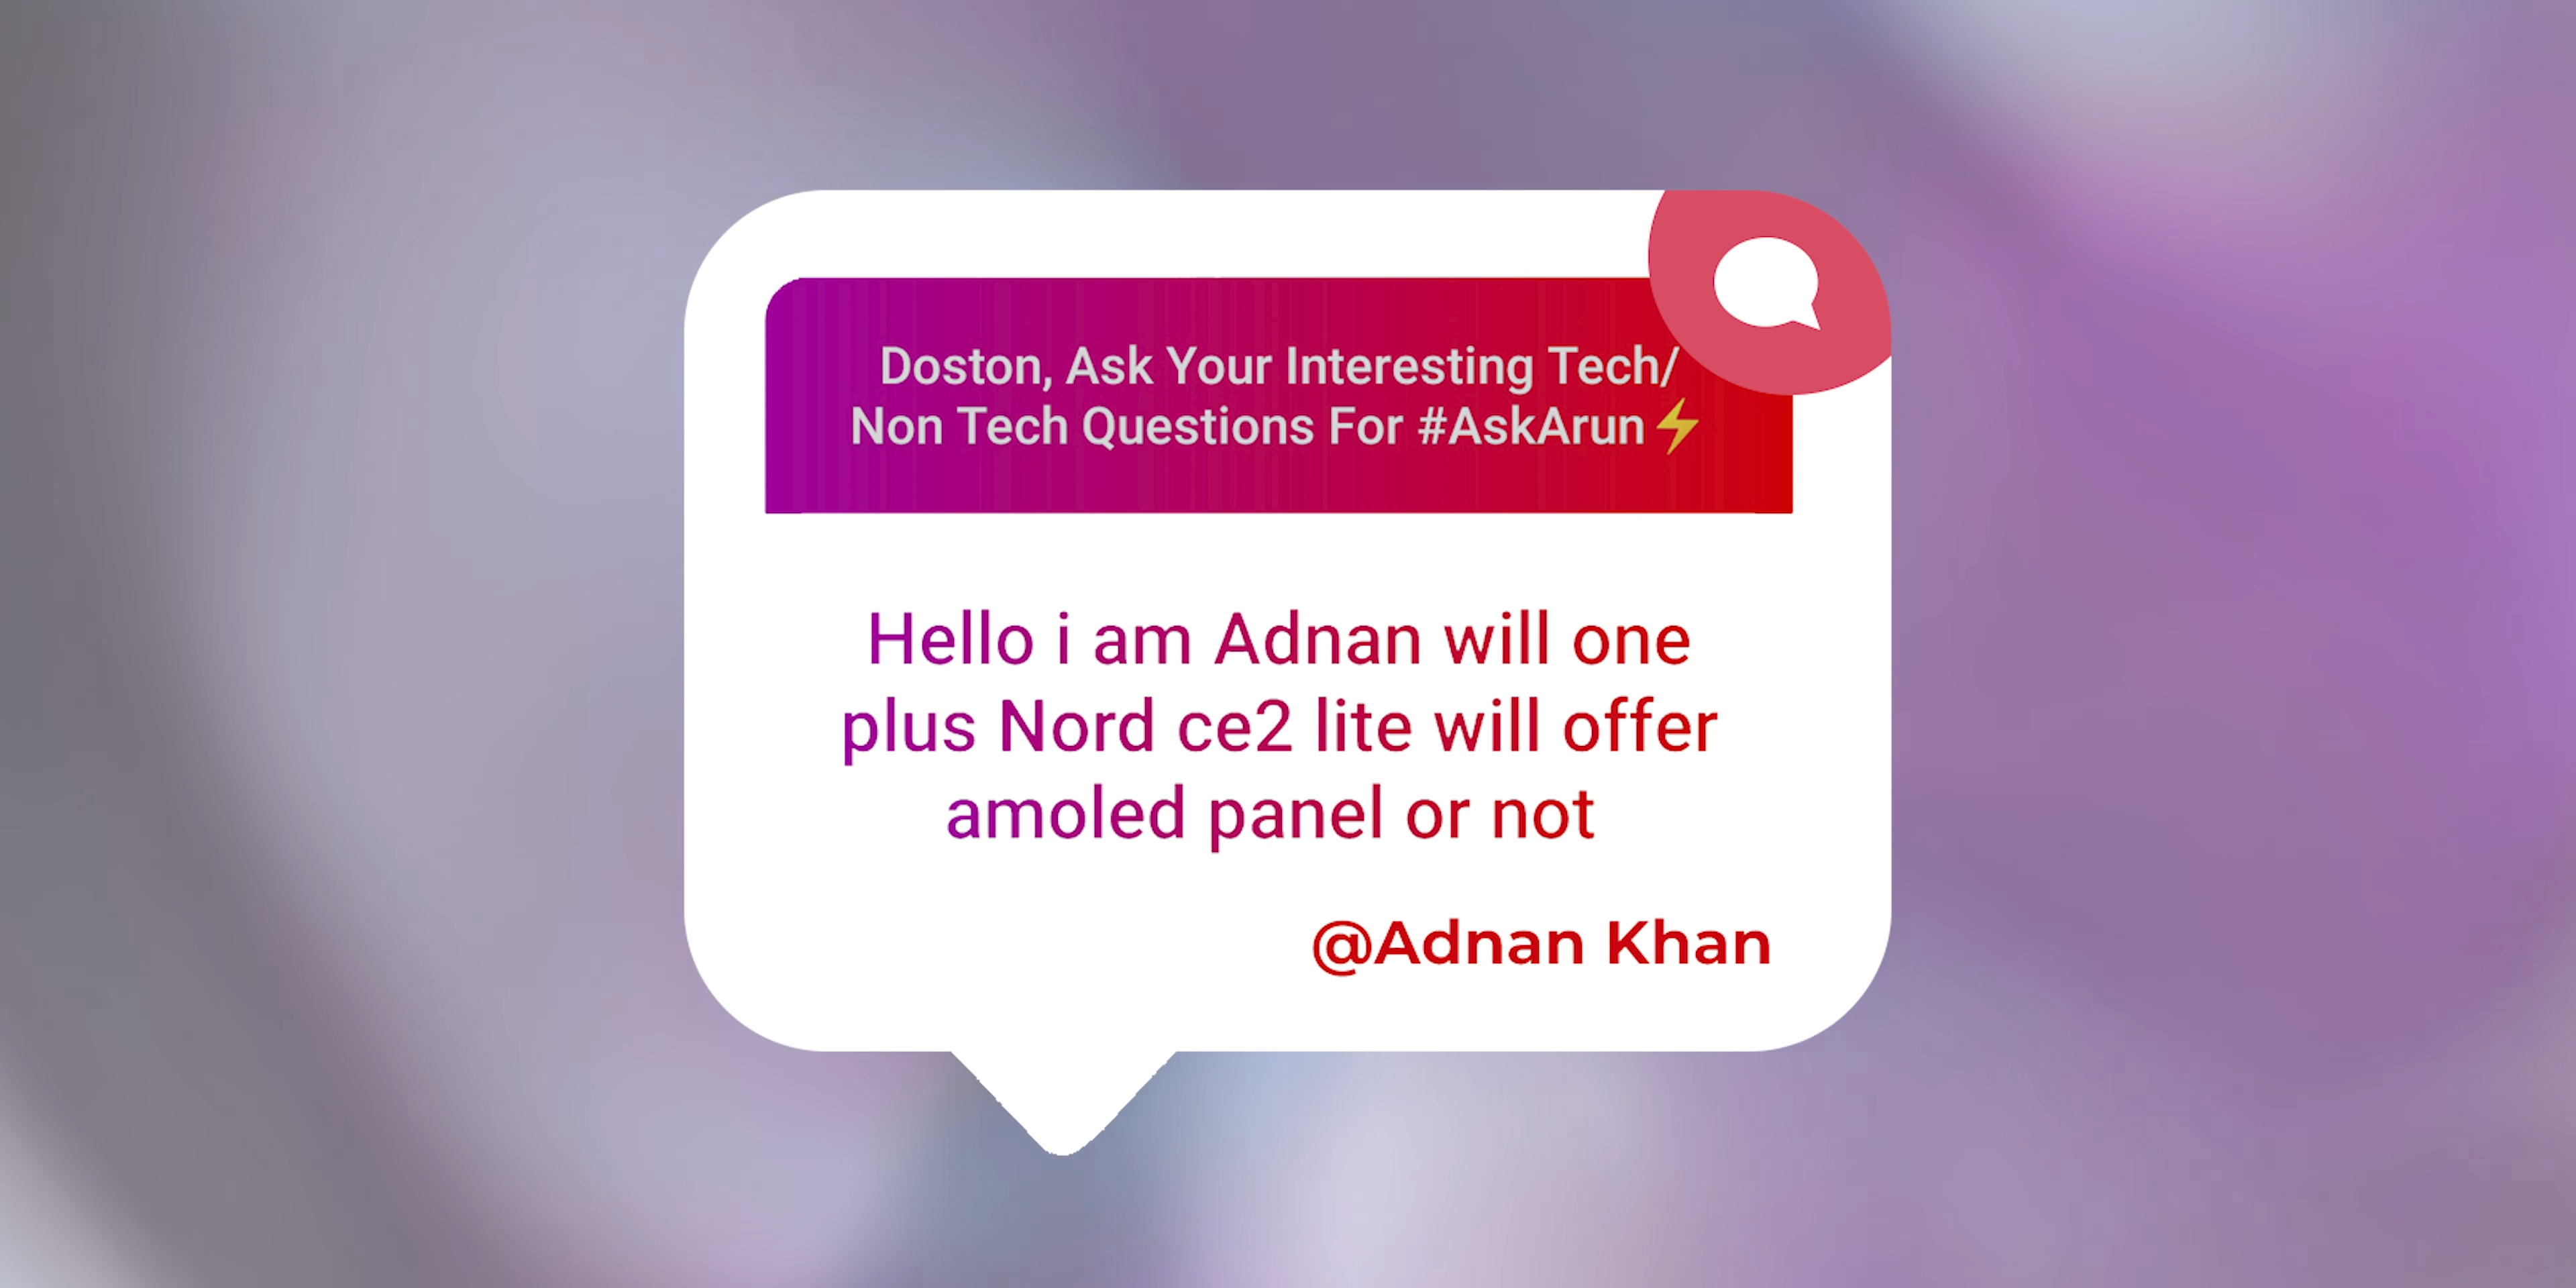 Doston, Ask Your Interesting Tech/
Non Tech Questions For #AskArun⚡
Hello i am Adnan will one
plus Nord ce2 lite will offer
amoled panel or not
@Adnan Khan